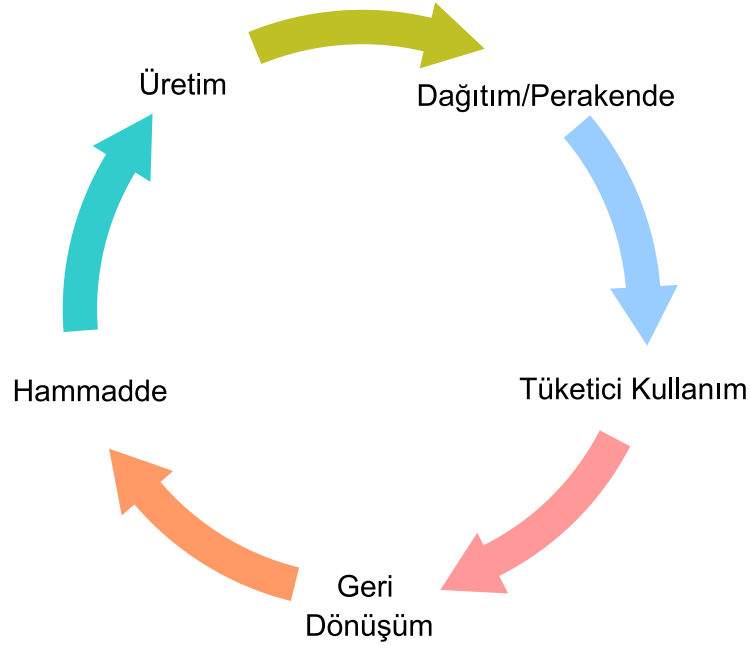 Üretim
Dağıtım/Perakende
Hammadde
Tüketici Kullanım
Geri
Dönüşüm